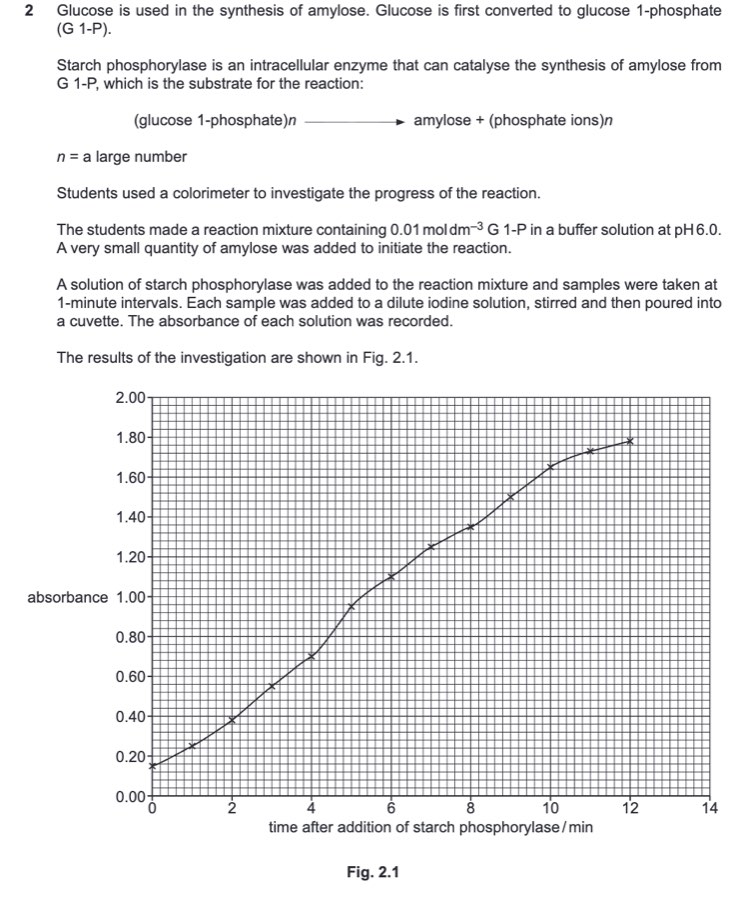 2 Glucose is used in the synthesis of amylose. Glucose is first converted to glucose 1-phosphate
(G 1-P).
Starch phosphorylase is an intracellular enzyme that can catalyse the synthesis of amylose from
G 1-P, which is the substrate for the reaction:
(glucose 1-phosphate)n → amylose + (phosphate ions)n
n = a large number
Students used a colorimeter to investigate the progress of the reaction.
The students made a reaction mixture containing 0.01 mol dm⁻³ G 1-P in a buffer solution at pH 6.0.
A very small quantity of amylose was added to initiate the reaction.
A solution of starch phosphorylase was added to the reaction mixture and samples were taken at
1-minute intervals. Each sample was added to a dilute iodine solution, stirred and then poured into
a cuvette. The absorbance of each solution was recorded.
The results of the investigation are shown in Fig. 2.1.
2.00
1.80
1.60
1.40
1.20
absorbance 1.00
0.80
0.60
0.40
0.20
0.00
0 2 4 6 8 10 12 14
time after addition of starch phosphorylase / min
Fig. 2.1